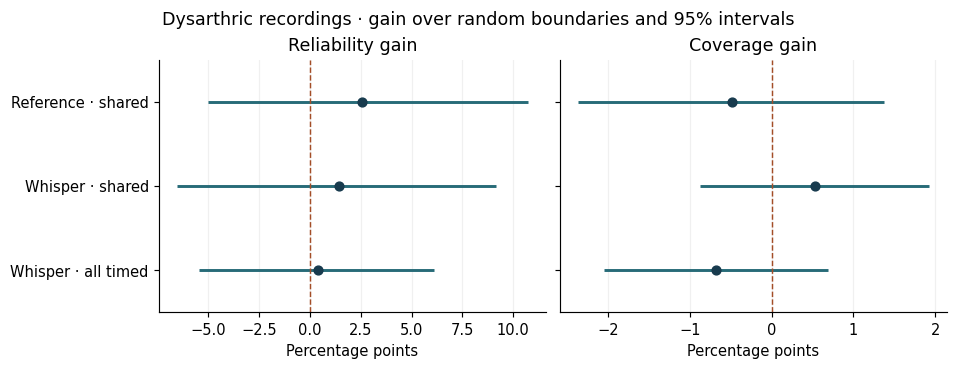 Dysarthric recordings · gain over random boundaries and 95% intervals
Reliability gain
Coverage gain
Reference · shared
Whisper · shared
Whisper · all timed
−5.0 −2.5 0.0 2.5 5.0 7.5 10.0
−2 −1 0 1 2
Percentage points
Percentage points